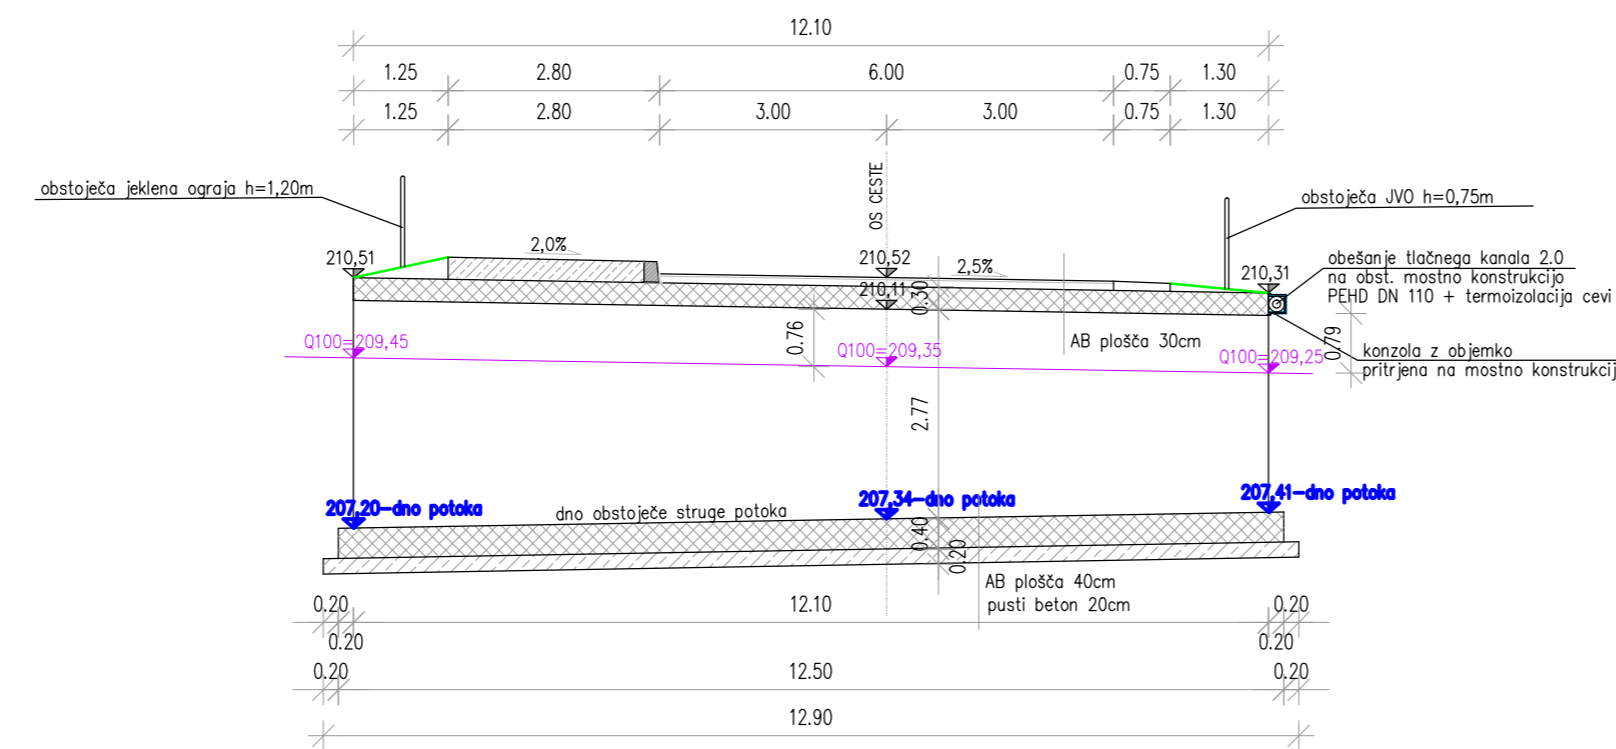 12.10
1.25 2.80 6.00 0.75 1.30
1.25 2.80 3.00 3.00 0.75 1.30
OS CESTE
obstoječa jeklena ograja h=1,20m
obstoječa JVO h=0,75m
2,0%
210,51
210,52
2,5%
210,31
obešanje tlačnega kanala 2.0
na obst. mostno konstrukcijo
PEHD DN 110 + termoizolacija cevi
210,11
0.30
AB plošča 30cm
0.76
0.79
Q100=209,45
Q100=209,35
Q100=209,25
konzola z objemko
pritrjena na mostno konstrukcij
2.77
207,20-dno potoka
207,34-dno potoka
207,41-dno potoka
dno obstoječe struge potoka
0.40
0.20
AB plošča 40cm
pusti beton 20cm
0.20 12.10 0.20
0.20 0.20
0.20 12.50 0.20
12.90